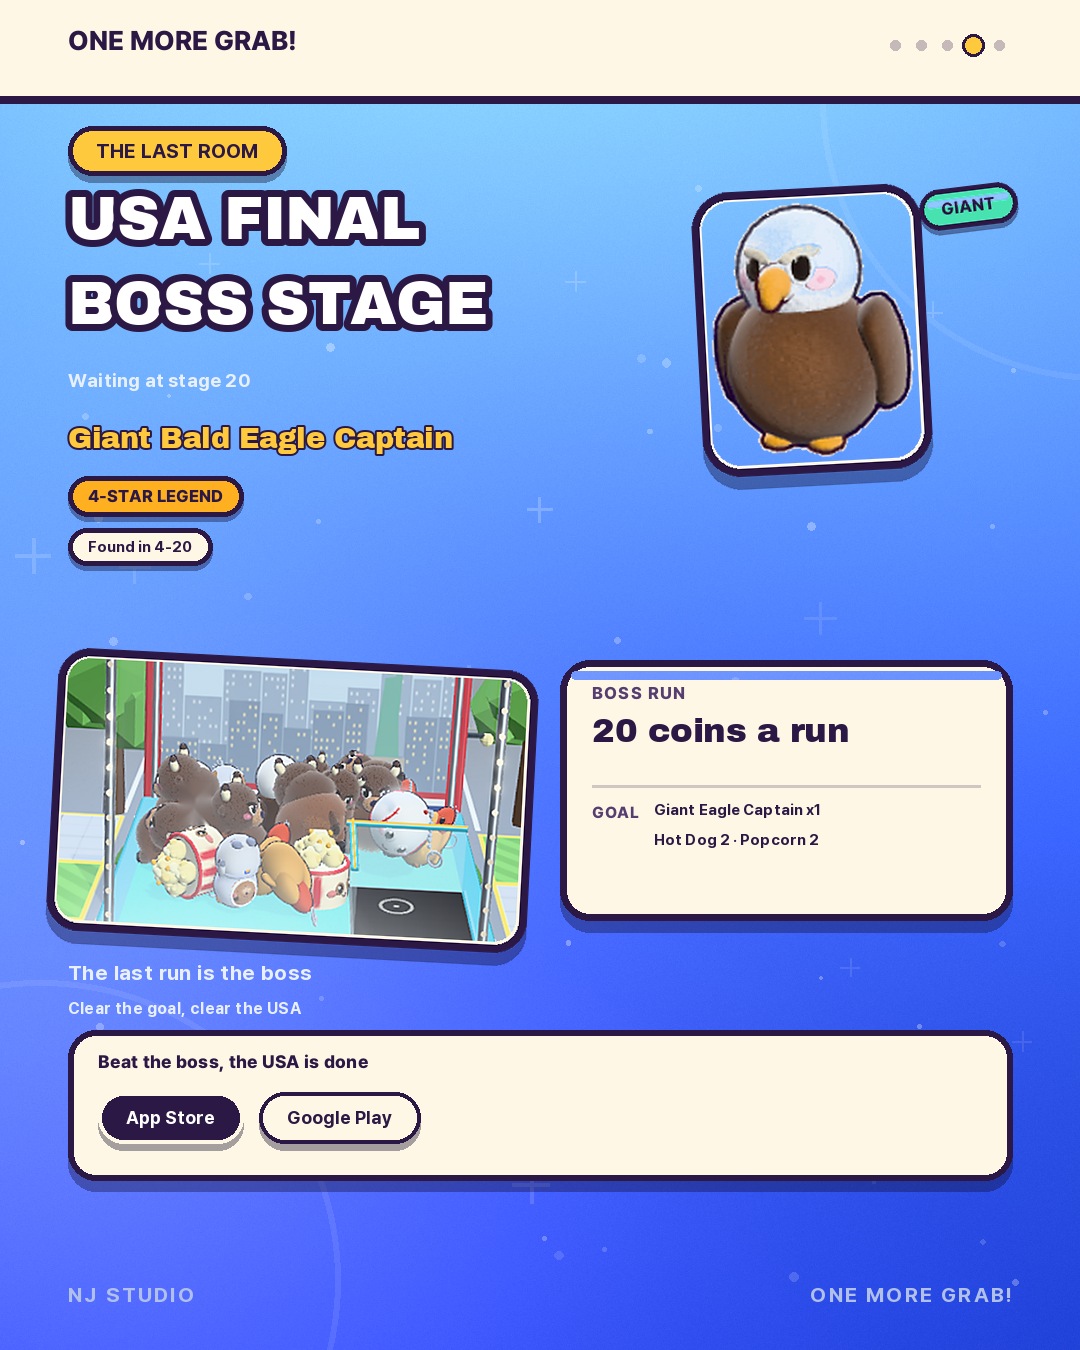 ONE MORE GRAB!
THE LAST ROOM
USA FINAL
BOSS STAGE
GIANT
Waiting at stage 20
Giant Bald Eagle Captain
4-STAR LEGEND
Found in 4-20
BOSS RUN
20 coins a run
GOAL
Giant Eagle Captain x1
Hot Dog 2 · Popcorn 2
The last run is the boss
Clear the goal, clear the USA
Beat the boss, the USA is done
App Store
Google Play
NJ STUDIO
ONE MORE GRAB!